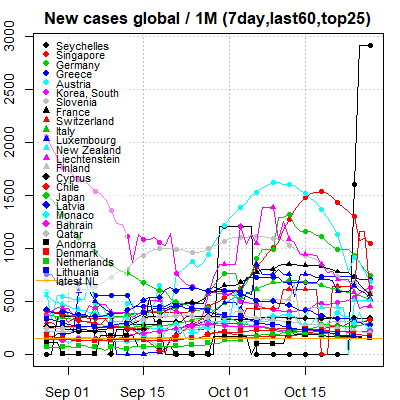 New cases global / 1M (7day,last60,top25)
3000
2500
2000
1500
1000
500
0
Seychelles
Singapore
Germany
Greece
Austria
Korea, South
Slovenia
France
Switzerland
Italy
Luxembourg
New Zealand
Liechtenstein
Finland
Cyprus
Chile
Japan
Latvia
Monaco
Bahrain
Qatar
Andorra
Denmark
Netherlands
Lithuania
latest NL
Sep 01
Sep 15
Oct 01
Oct 15